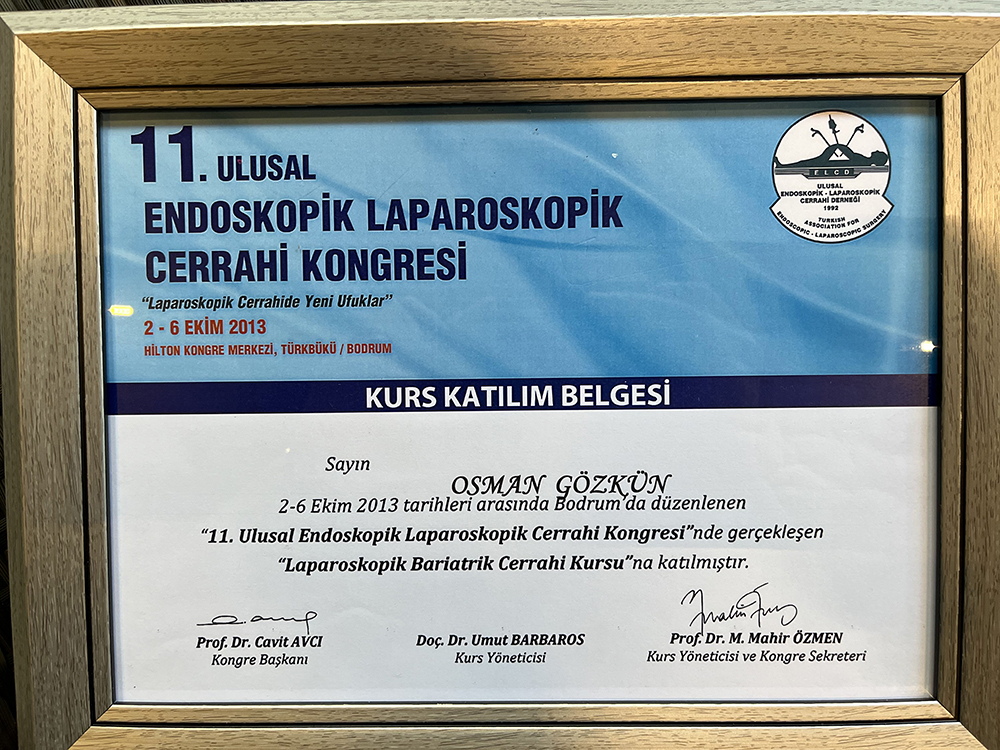 11. ULUSAL
ENDOSKOPİK LAPAROSKOPİK
CERRAHİ KONGRESİ
“Laparoskopik Cerrahide Yeni Ufuklar”
2 - 6 EKİM 2013
HİLTON KONGRE MERKEZİ, TÜRKBÜKÜ / BODRUM
ELCD
ULUSAL
ENDOSKOPİK - LAPAROSKOPİK
CERRAHİ DERNEĞİ
1992
TURKISH
ASSOCIATION FOR
ENDOSCOPIC - LAPAROSCOPIC SURGERY
KURS KATILIM BELGESİ
Sayın
OSMAN GÖZKÜN
2-6 Ekim 2013 tarihleri arasında Bodrum'da düzenlenen
“11. Ulusal Endoskopik Laparoskopik Cerrahi Kongresi”nde gerçekleşen
“Laparoskopik Bariatrik Cerrahi Kursu”na katılmıştır.
Prof. Dr. Cavit AVCI
Kongre Başkanı
Doç. Dr. Umut BARBAROS
Kurs Yöneticisi
Prof. Dr. M. Mahir ÖZMEN
Kurs Yöneticisi ve Kongre Sekreteri